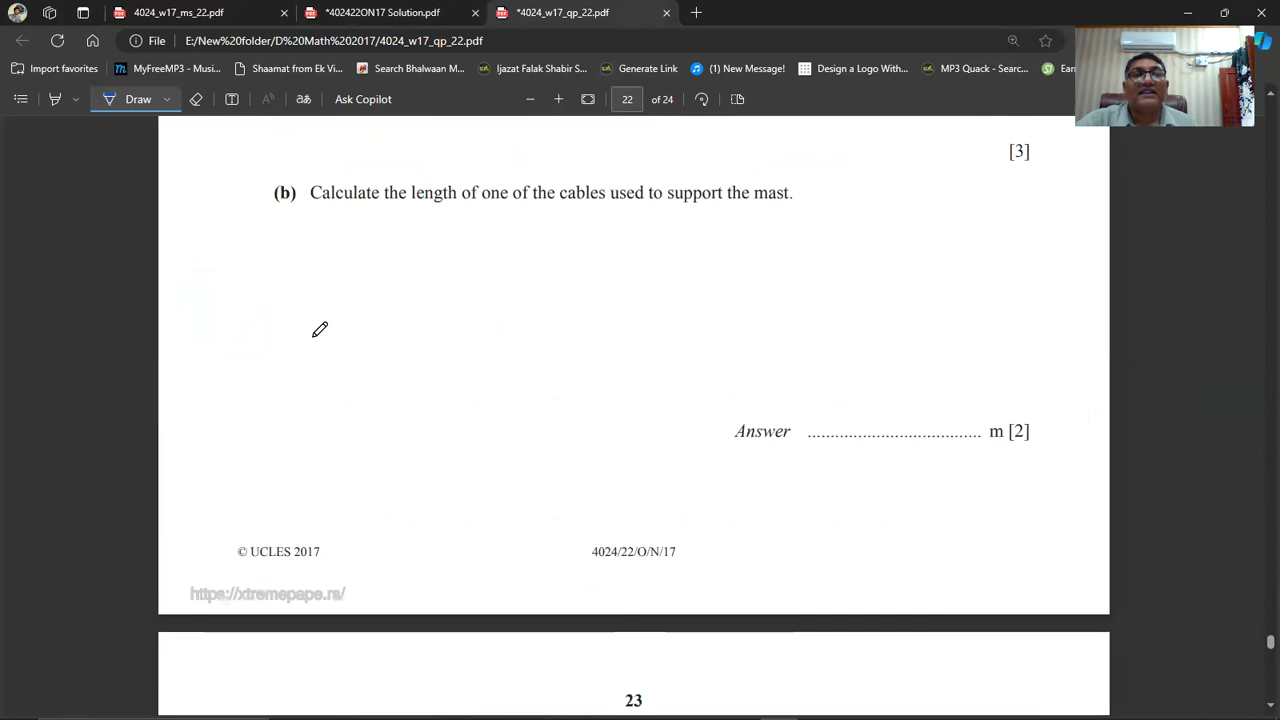 4024_w17_ms_22.pdf
*402422ON17 Solution.pdf
*4024_w17_qp_22.pdf
File
E:/New%20folder/D%20Math%202017/4024_w17_qp_22.pdf
Import favorites
MyFreeMP3 - Musi...
Shaamat from Ek Vi...
Search Bhalwasa M...
Ijazat Falak Shabir S...
Generate Link
(1) New Message!
Design a Logo With...
MP3 Quack - Searc...
Ear
Draw
Ask Copilot
22 of 24
[3]
(b) Calculate the length of one of the cables used to support the mast.
Answer ...................................... m [2]
© UCLES 2017
4024/22/O/N/17
https://xtremepape.rs/
23